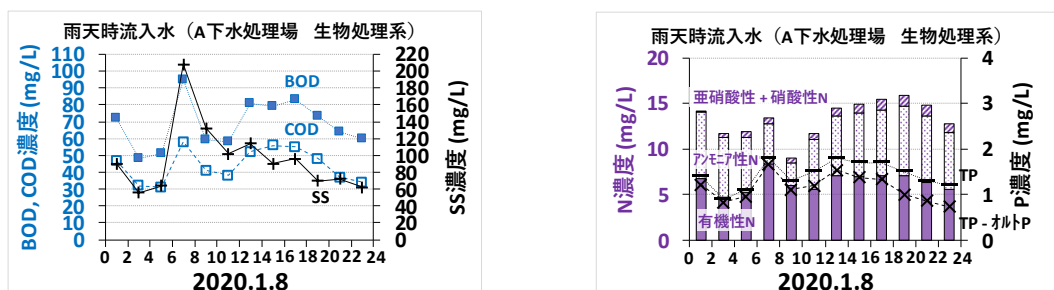 雨天時流入水（A下水処理場　生物処理系）
BOD, COD濃度 (mg/L)
110
100
90
80
70
60
50
40
30
20
10
0
220
200
180
160
140
120
100
80
60
40
20
0
SS濃度 (mg/L)
BOD
COD
SS
0 2 4 6 8 10 12 14 16 18 20 22 24
2020.1.8
雨天時流入水（A下水処理場　生物処理系）
N濃度 (mg/L)
20
15
10
5
0
4
3
2
1
0
P濃度 (mg/L)
亜硝酸性 + 硝酸性N
アンモニア性N
有機性N
TP
TP - オルトP
0 2 4 6 8 10 12 14 16 18 20 22 24
2020.1.8